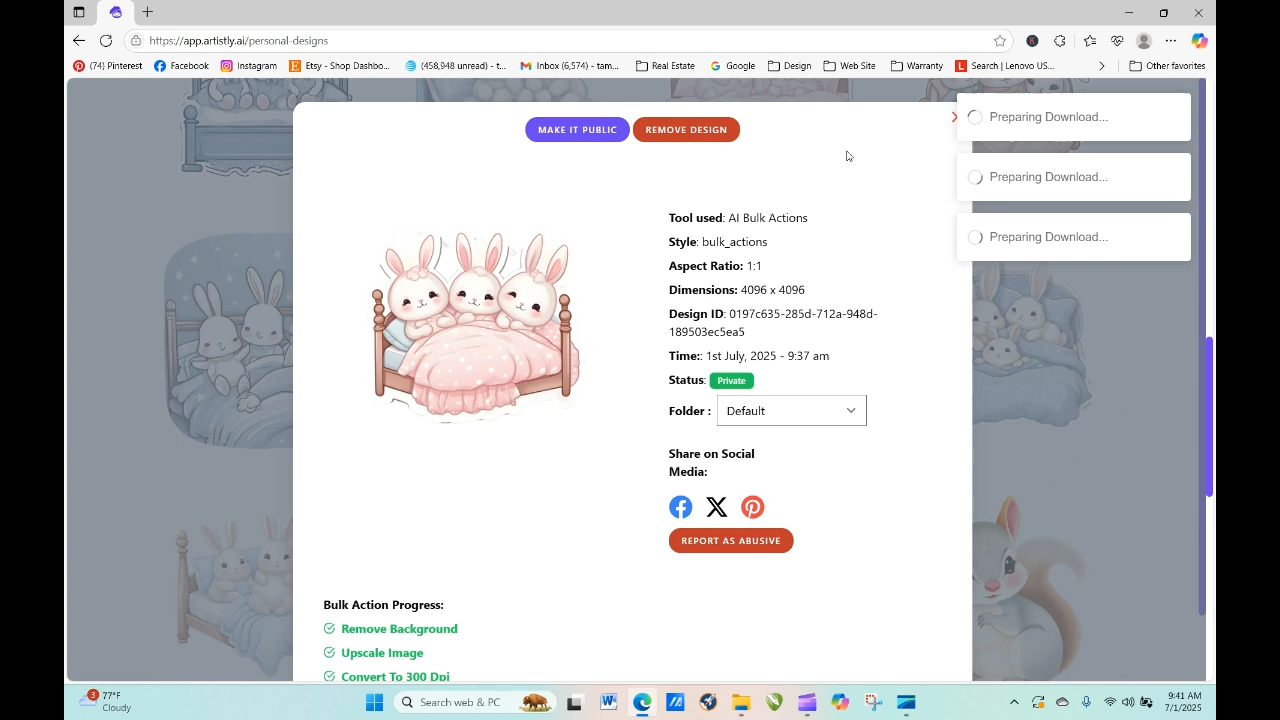 https://app.artistly.ai/personal-designs
(74) Pinterest
Facebook
Instagram
Etsy - Shop Dashbo...
(458,948 unread) - t...
Inbox (6,574) - tam...
Real Estate
Google
Design
Web Site
Warranty
Search | Lenovo US...
Other favorites
MAKE IT PUBLIC
REMOVE DESIGN
Preparing Download...
Preparing Download...
Preparing Download...
Tool used: AI Bulk Actions
Style: bulk_actions
Aspect Ratio: 1:1
Dimensions: 4096 x 4096
Design ID: 0197c635-285d-712a-948d-
189503ec5ea5
Time:: 1st July, 2025 - 9:37 am
Status: Private
Folder : Default
Share on Social
Media:
REPORT AS ABUSIVE
Bulk Action Progress:
Remove Background
Upscale Image
Convert To 300 Dpi
3
77°F
Cloudy
Search web & PC
9:41 AM
7/1/2025